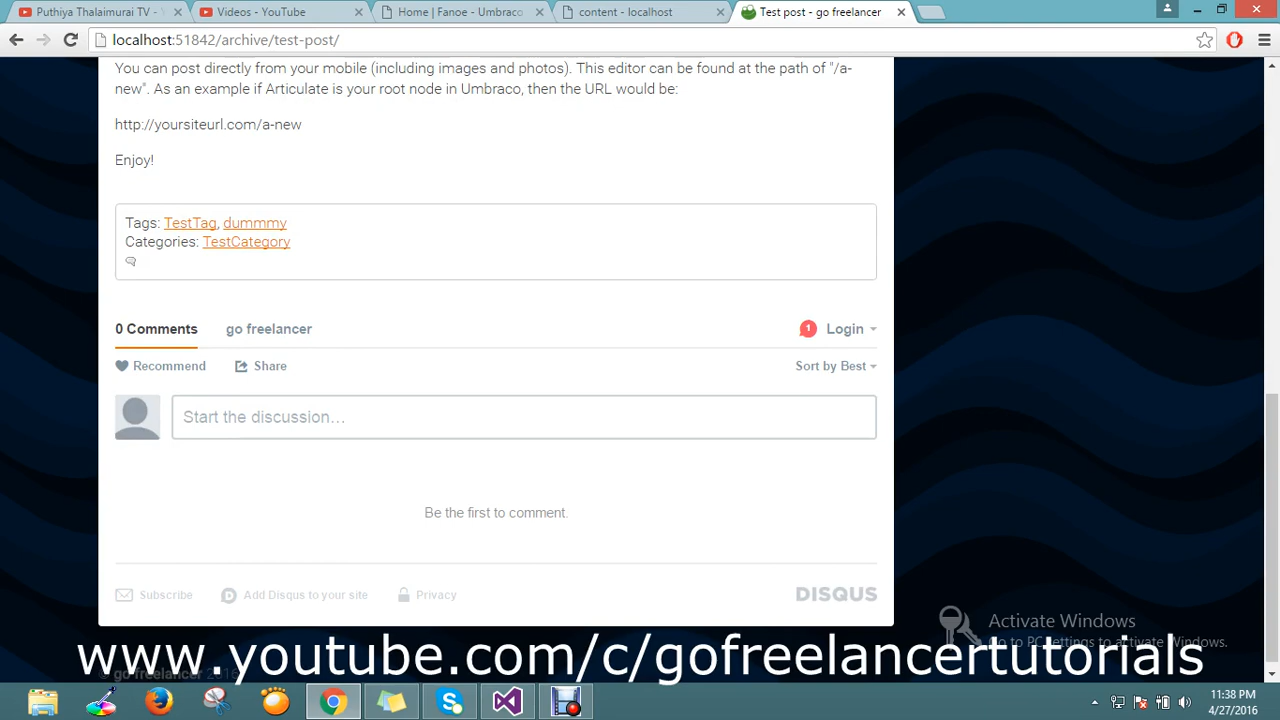 Puthiya Thalaimurai TV -
Videos - YouTube
Home | Fanoe - Umbraco
content - localhost
Test post - go freelancer
localhost:51842/archive/test-post/
You can post directly from your mobile (including images and photos). This editor can be found at the path of "/a-
new". As an example if Articulate is your root node in Umbraco, then the URL would be:
http://yoursiteurl.com/a-new
Enjoy!
Tags: TestTag, dummmy
Categories: TestCategory
0 Comments go freelancer 1 Login
Recommend Share Sort by Best
Start the discussion...
Be the first to comment.
Subscribe Add Disqus to your site Privacy DISQUS
Activate Windows
Go to PC settings to activate Windows.
www.youtube.com/c/gofreelancertutorials
© go freelancer 2016
11:38 PM
4/27/2016